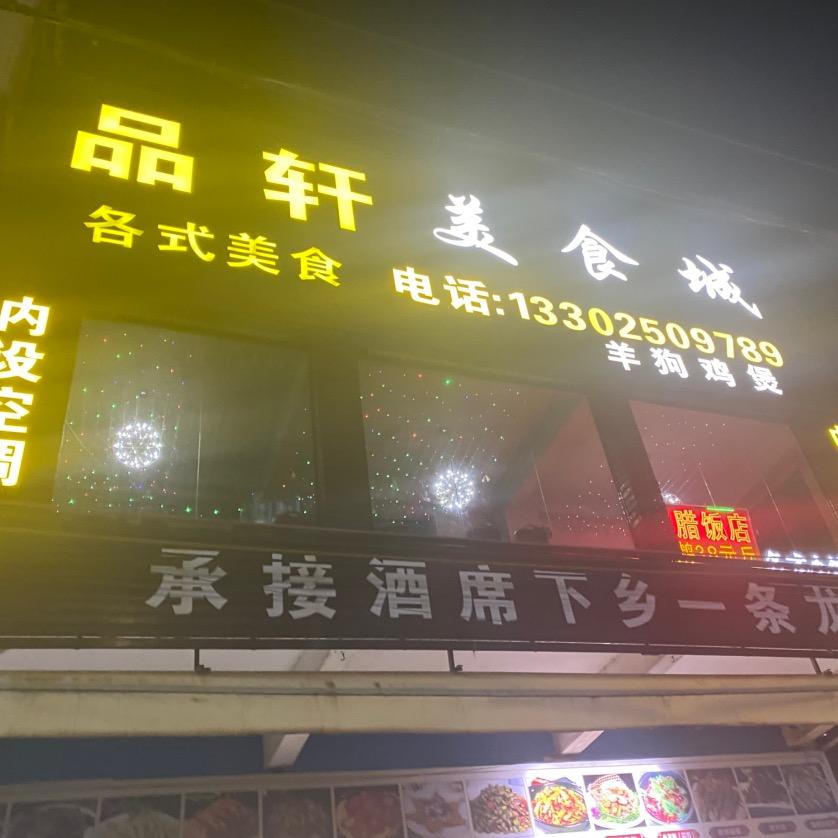 品轩美食城
各式美食
电话:13302509789
羊狗鸡煲
内设空调
腊饭店
承接酒席下乡一条龙